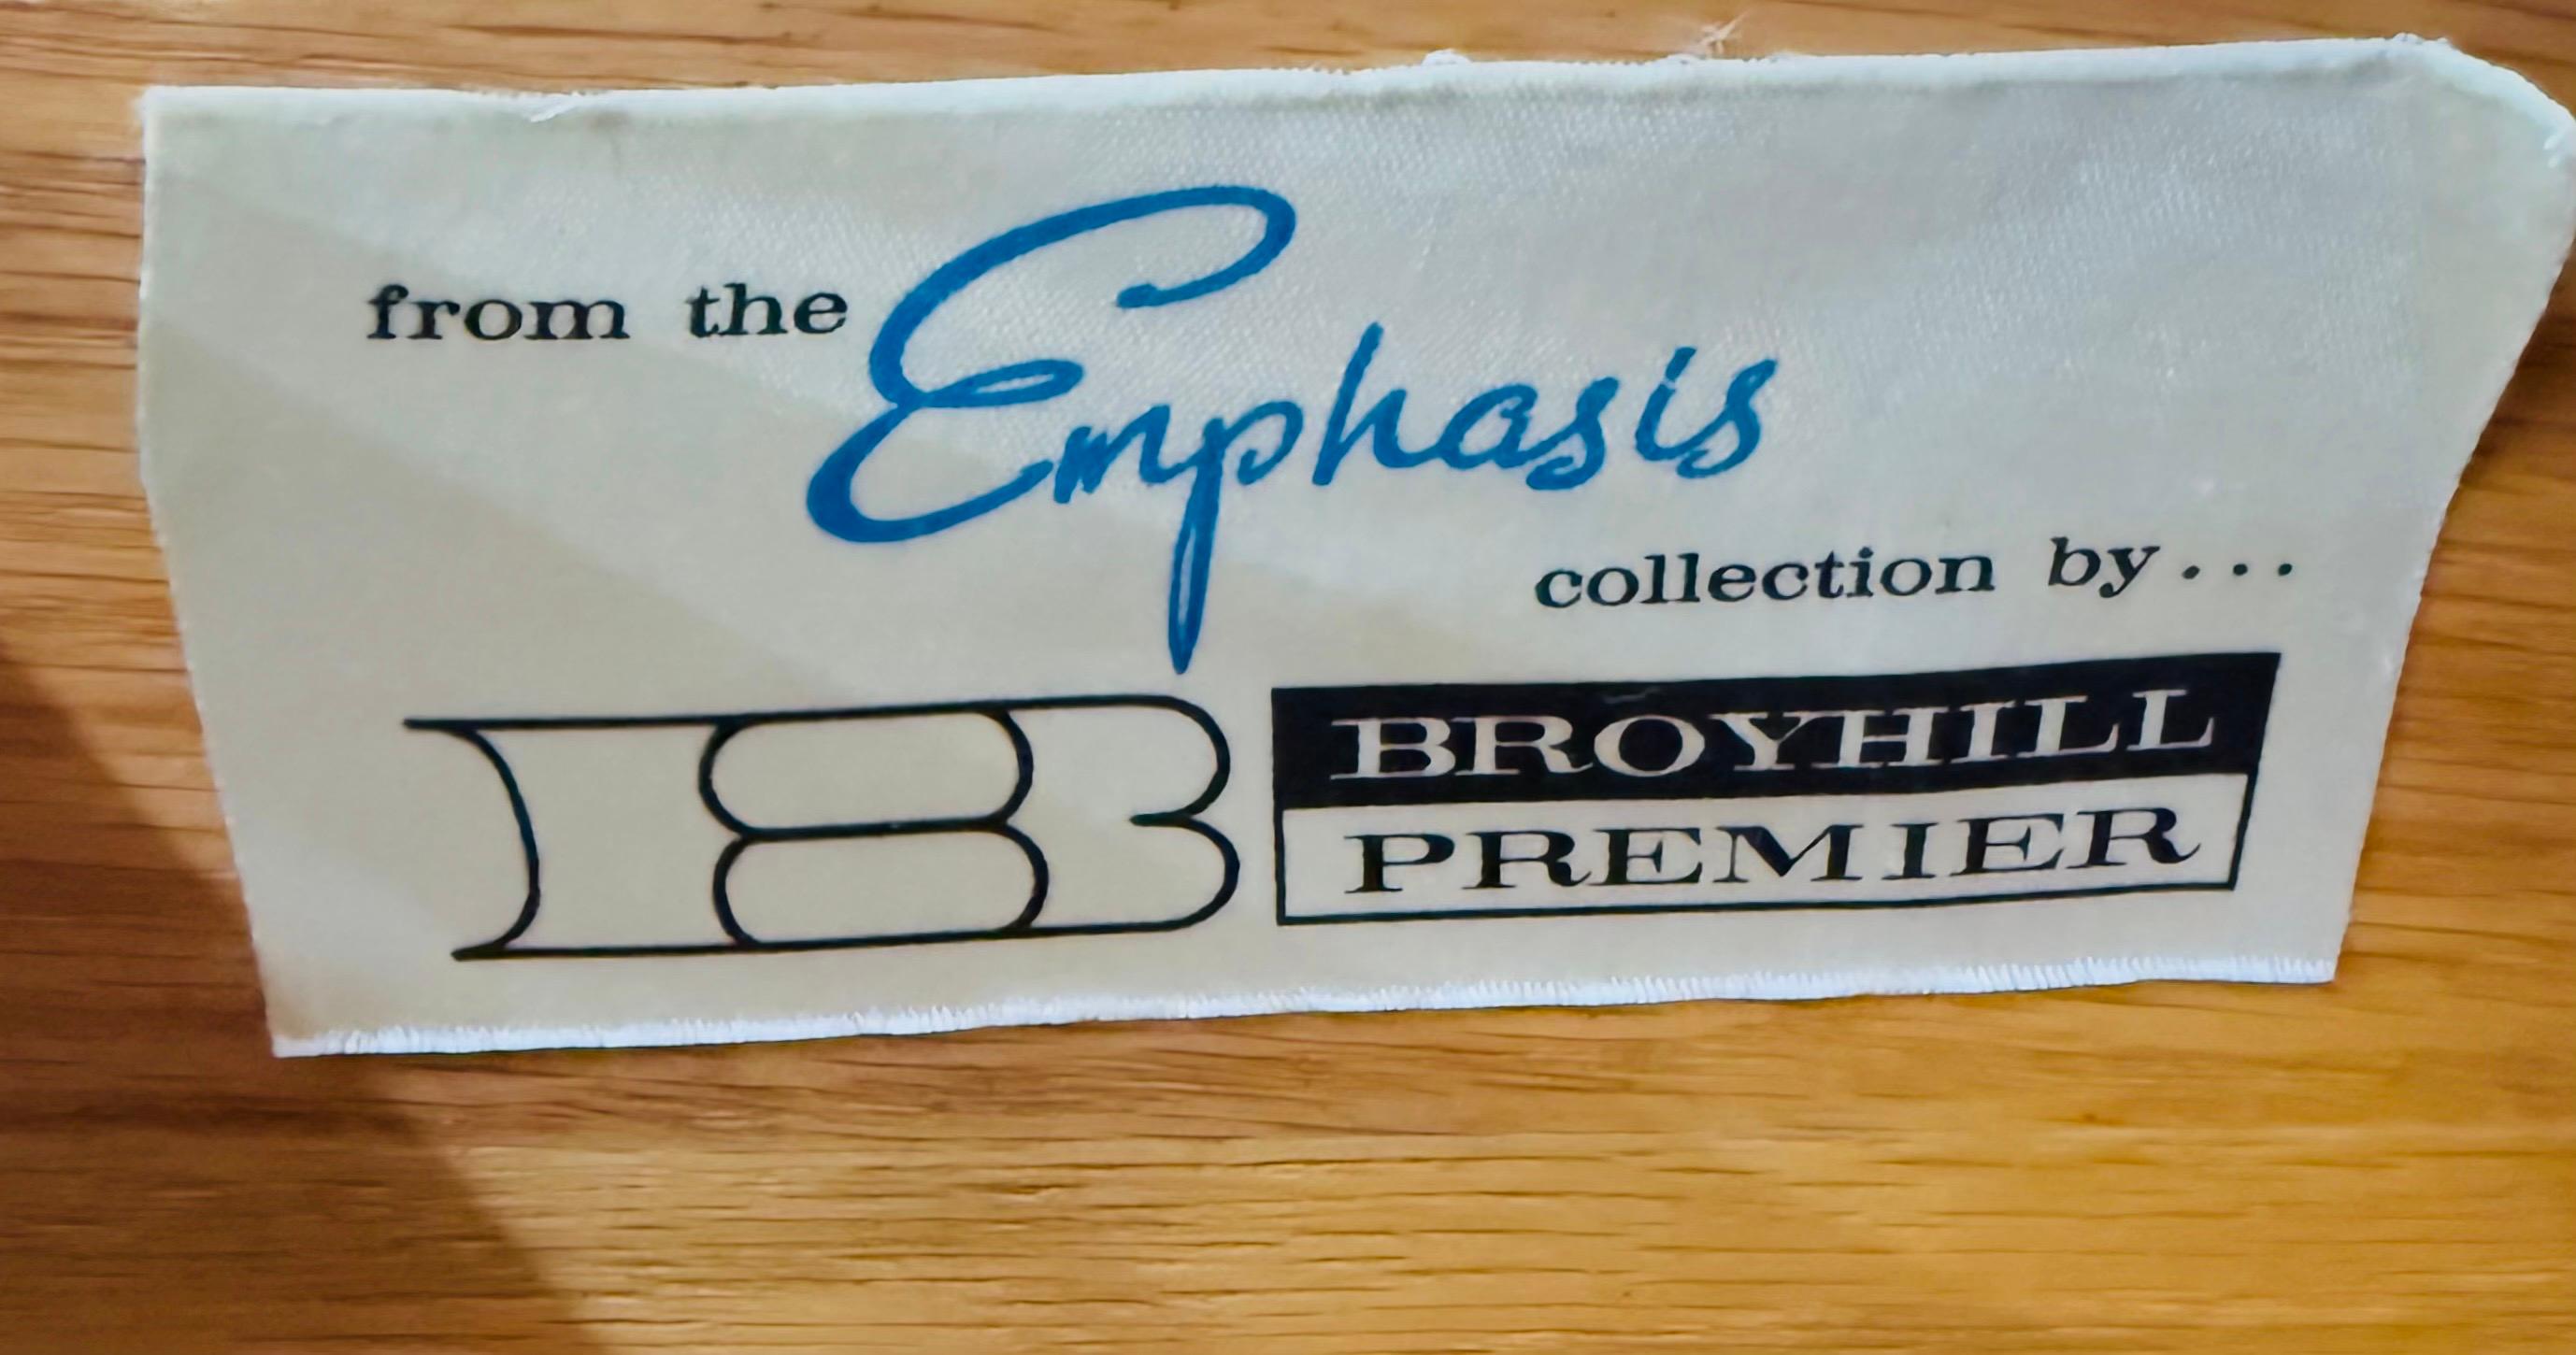 from the Emphasis
collection by...
B BROYHILL
PREMIER